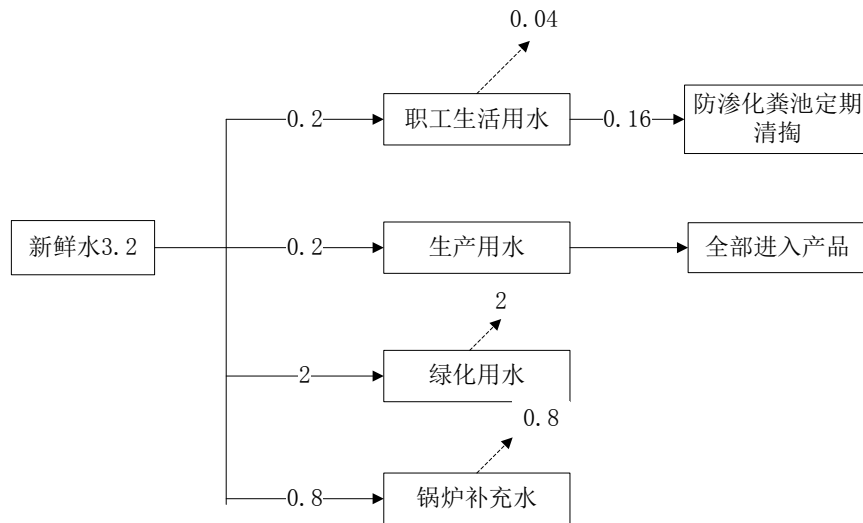 0.04
0.2
职工生活用水
0.16
防渗化粪池定期
清掏
新鲜水3.2
0.2
生产用水
全部进入产品
2
2
绿化用水
0.8
0.8
锅炉补充水